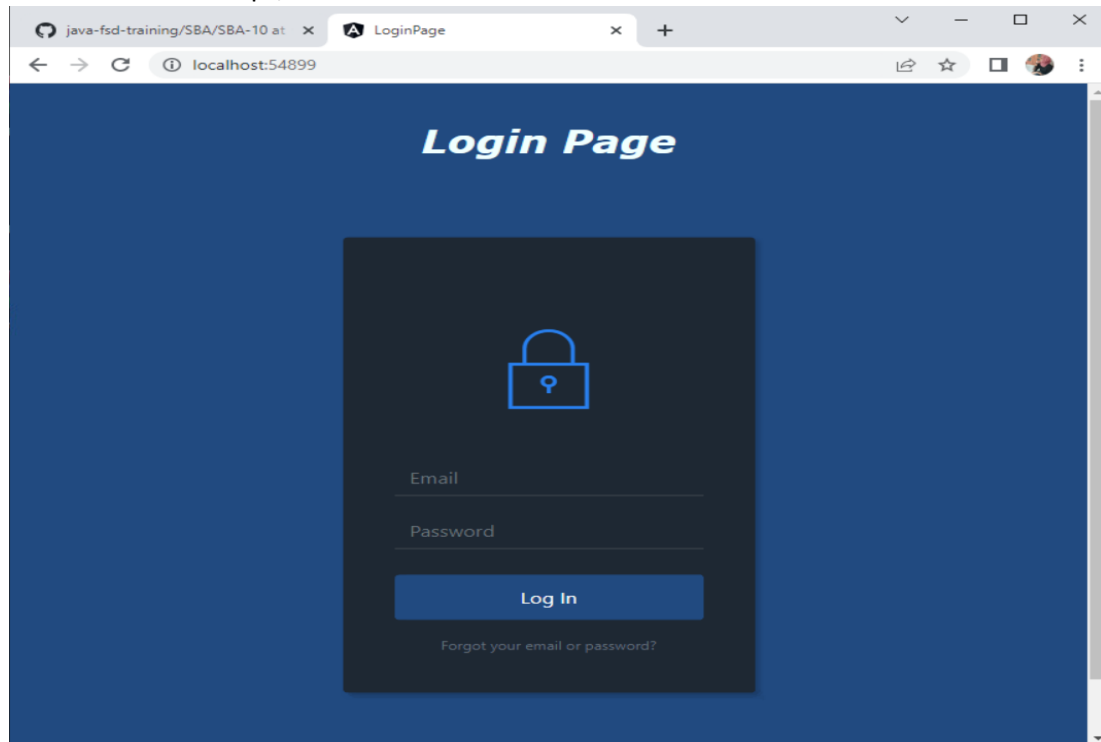 java-fsd-training/SBA/SBA-10 at
LoginPage
localhost:54899
Login Page
Email
Password
Log In
Forgot your email or password?